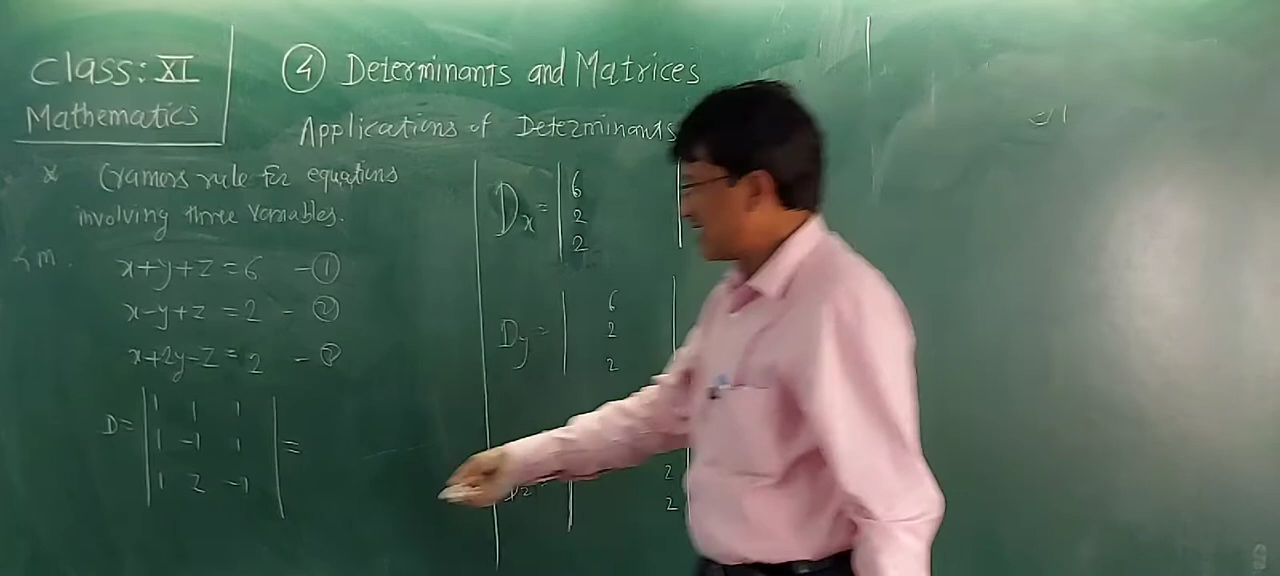 Class: XI
Mathematics
④ Determinants and Matrices
Applications of Determinants
* Cramers rule for equations
involving three variables.
4m.
x+y+z=6 -①
x-y+z=2 -②
x+2y-z=2 -③
D= | 1 1 1 |
| 1 -1 1 | =
| 1 2 -1 |
Dx= | 6 |
| 2 |
| 2 |
Dy= | 6 |
| 2 |
| 2 |
Dz= |
2
2